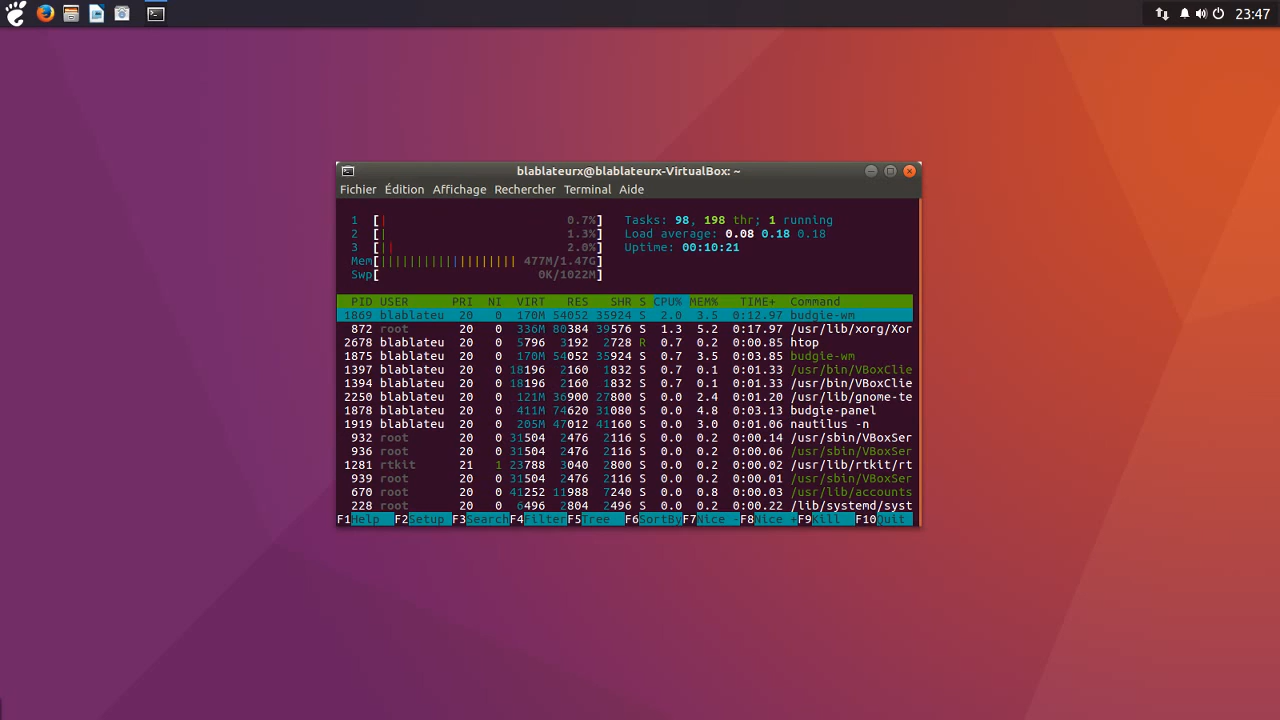 23:47
blablateurx@blablateurx-VirtualBox: ~
Fichier Édition Affichage Rechercher Terminal Aide
1 [| 0.7%] Tasks: 98, 198 thr; 1 running
2 [| 1.3%] Load average: 0.08 0.18 0.18
3 [|| 2.0%] Uptime: 00:10:21
Mem[||||||||||||||||||| 477M/1.47G]
Swp[ 0K/1022M]
PID USER PRI NI VIRT RES SHR S CPU% MEM% TIME+ Command
1869 blablateu 20 0 170M 54052 35924 S 2.0 3.5 0:12.97 budgie-wm
872 root 20 0 336M 80384 39576 S 1.3 5.2 0:17.97 /usr/lib/xorg/Xor
2678 blablateu 20 0 5796 3192 2728 R 0.7 0.2 0:00.85 htop
1875 blablateu 20 0 170M 54052 35924 S 0.7 3.5 0:03.85 budgie-wm
1397 blablateu 20 0 18196 2160 1832 S 0.7 0.1 0:01.33 /usr/bin/VBoxClie
1394 blablateu 20 0 18196 2160 1832 S 0.7 0.1 0:01.33 /usr/bin/VBoxClie
2250 blablateu 20 0 121M 36900 27800 S 0.0 2.4 0:01.20 /usr/lib/gnome-te
1878 blablateu 20 0 411M 74620 31080 S 0.0 4.8 0:03.13 budgie-panel
1919 blablateu 20 0 205M 47012 41160 S 0.0 3.0 0:01.06 nautilus -n
932 root 20 0 31504 2476 2116 S 0.0 0.2 0:00.14 /usr/sbin/VBoxSer
936 root 20 0 31504 2476 2116 S 0.0 0.2 0:00.06 /usr/sbin/VBoxSer
1281 rtkit 21 1 23788 3040 2800 S 0.0 0.2 0:00.02 /usr/lib/rtkit/rt
939 root 20 0 31504 2476 2116 S 0.0 0.2 0:00.01 /usr/sbin/VBoxSer
670 root 20 0 41252 11988 7240 S 0.0 0.8 0:00.03 /usr/lib/accounts
228 root 20 0 6496 2804 2496 S 0.0 0.2 0:00.22 /lib/systemd/syst
F1Help F2Setup F3SearchF4FilterF5Tree F6SortByF7Nice -F8Nice +F9Kill F10Quit